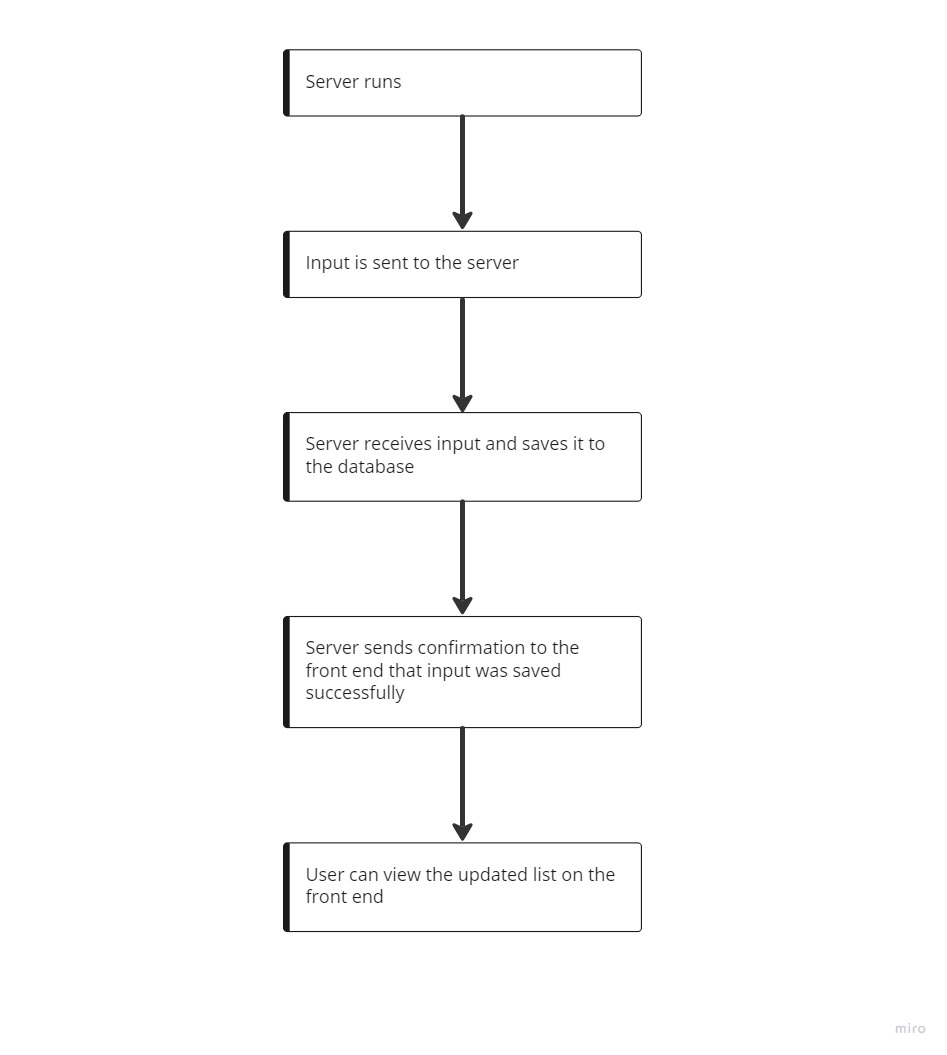 Server runs
Input is sent to the server
Server receives input and saves it to
the database
Server sends confirmation to the
front end that input was saved
successfully
User can view the updated list on the
front end
miro